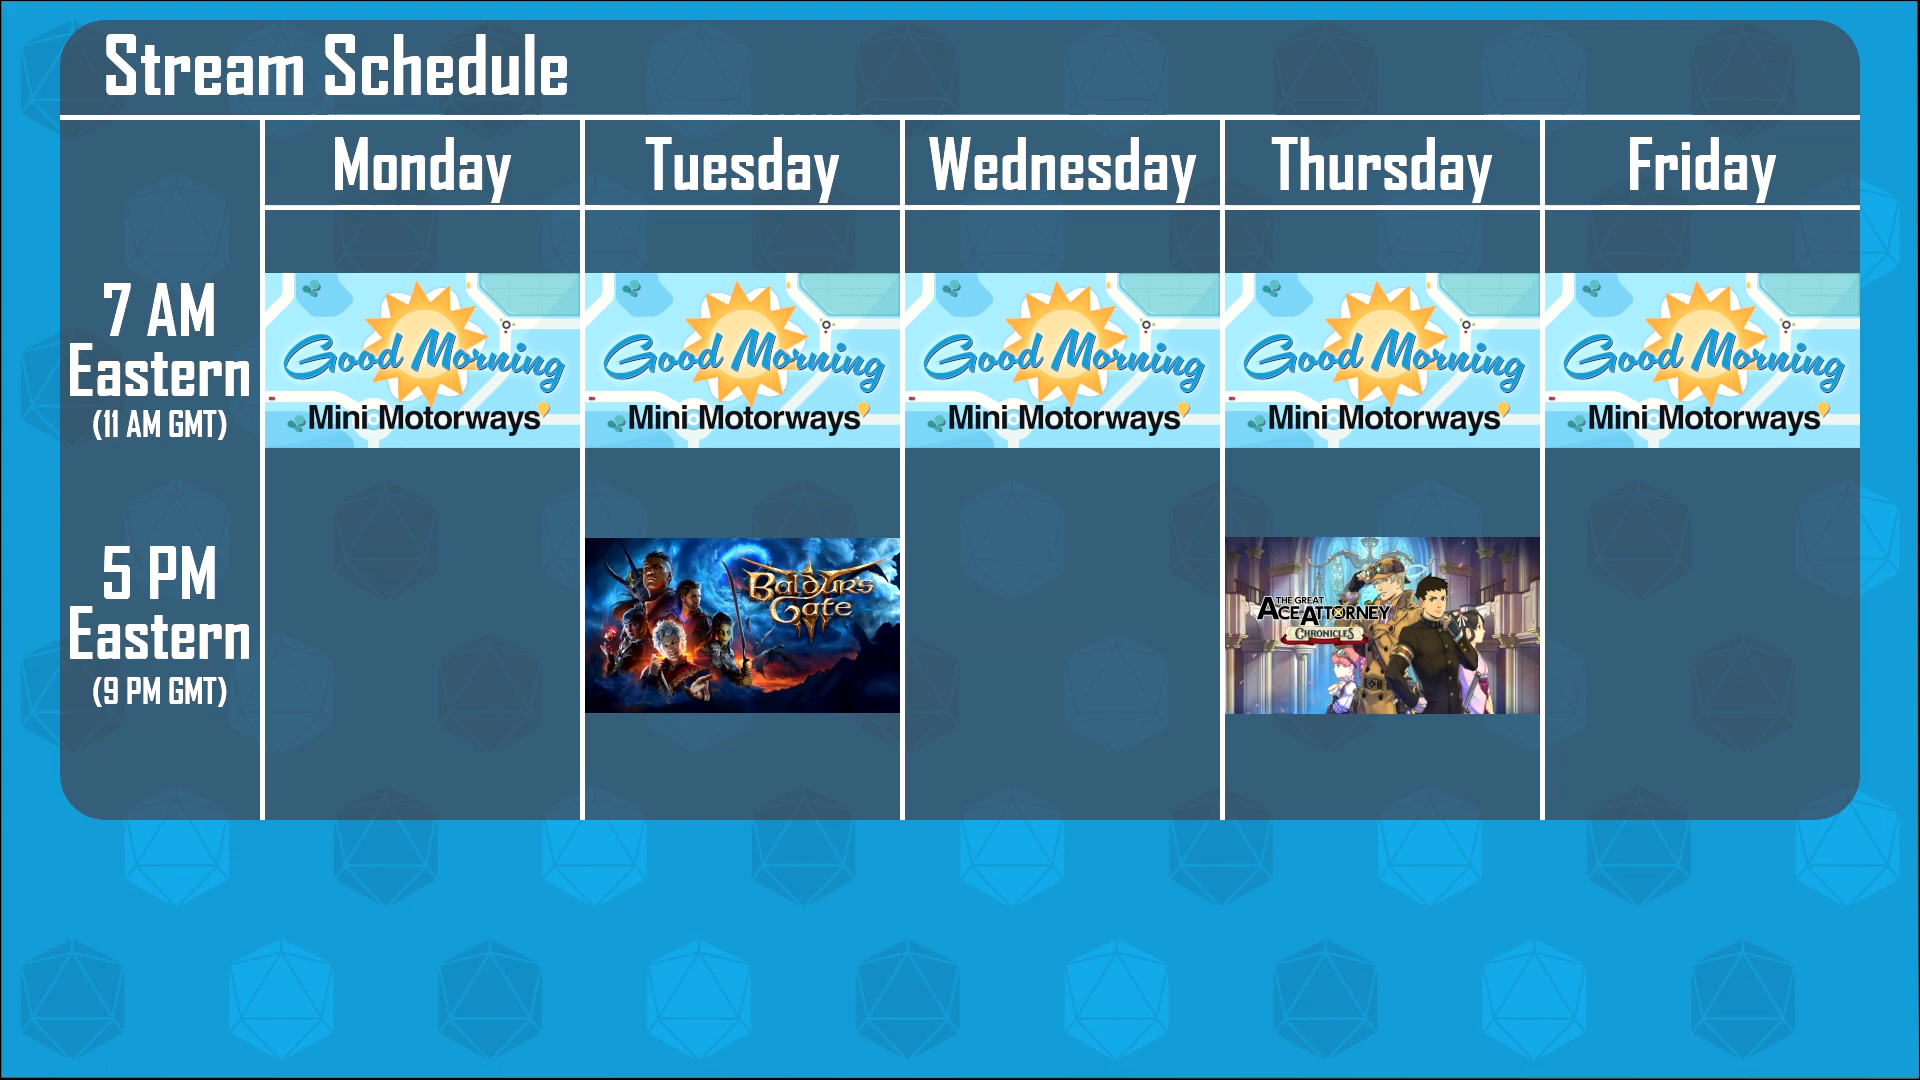 Stream Schedule
Monday
Tuesday
Wednesday
Thursday
Friday
7 AM
Eastern
(11 AM GMT)
Good Morning
Mini Motorways
Good Morning
Mini Motorways
Good Morning
Mini Motorways
Good Morning
Mini Motorways
Good Morning
Mini Motorways
5 PM
Eastern
(9 PM GMT)
Baldur's
Gate
III
THE GREAT
ACE ATTORNEY
CHRONICLES